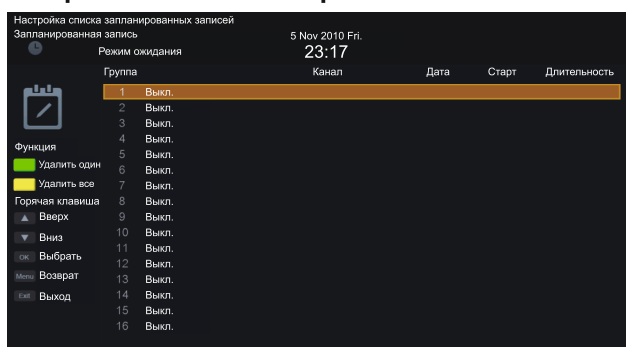 Настройка списка запланированных записей
Запланированная запись
5 Nov 2010 Fri.
Режим ожидания
23:17
Группа Канал Дата Старт Длительность
1 Выкл.
2 Выкл.
3 Выкл.
4 Выкл.
5 Выкл.
6 Выкл.
7 Выкл.
8 Выкл.
9 Выкл.
10 Выкл.
11 Выкл.
12 Выкл.
13 Выкл.
14 Выкл.
15 Выкл.
16 Выкл.
Функция
Удалить один
Удалить все
Горячая клавиша
Вверх
Вниз
OK Выбрать
Menu Возврат
Exit Выход